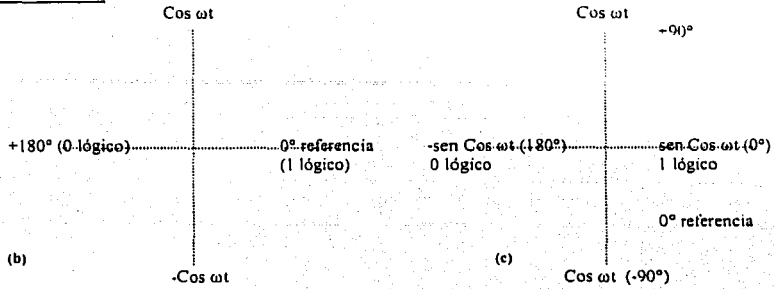 Cos ωt
+180° (0 lógico)
0° referencia
(1 lógico)
(b)
-Cos ωt
Cos ωt
+90°
-sen Cos ωt (180°)
0 lógico
sen Cos ωt (0°)
1 lógico
0° referencia
(c)
Cos ωt (-90°)